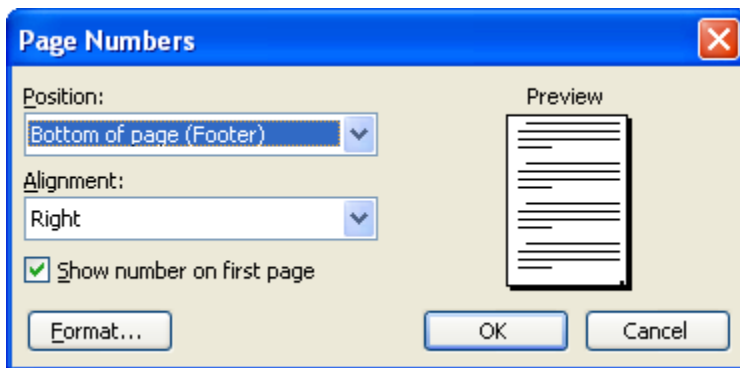 Page Numbers
Position:
Preview
Bottom of page (Footer)
Alignment:
Right
Show number on first page
Format...
OK
Cancel